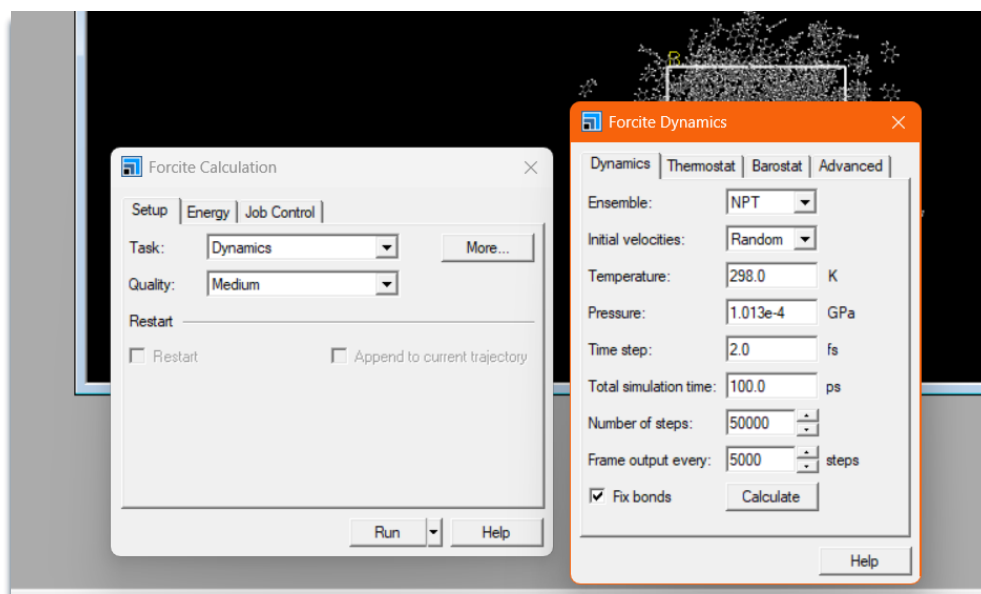 B
Forcite Calculation
Setup Energy Job Control
Task: Dynamics More...
Quality: Medium
Restart
Restart Append to current trajectory
Run Help
Forcite Dynamics
Dynamics Thermostat Barostat Advanced
Ensemble: NPT
Initial velocities: Random
Temperature: 298.0 K
Pressure: 1.013e-4 GPa
Time step: 2.0 fs
Total simulation time: 100.0 ps
Number of steps: 50000
Frame output every: 5000 steps
Fix bonds Calculate
Help